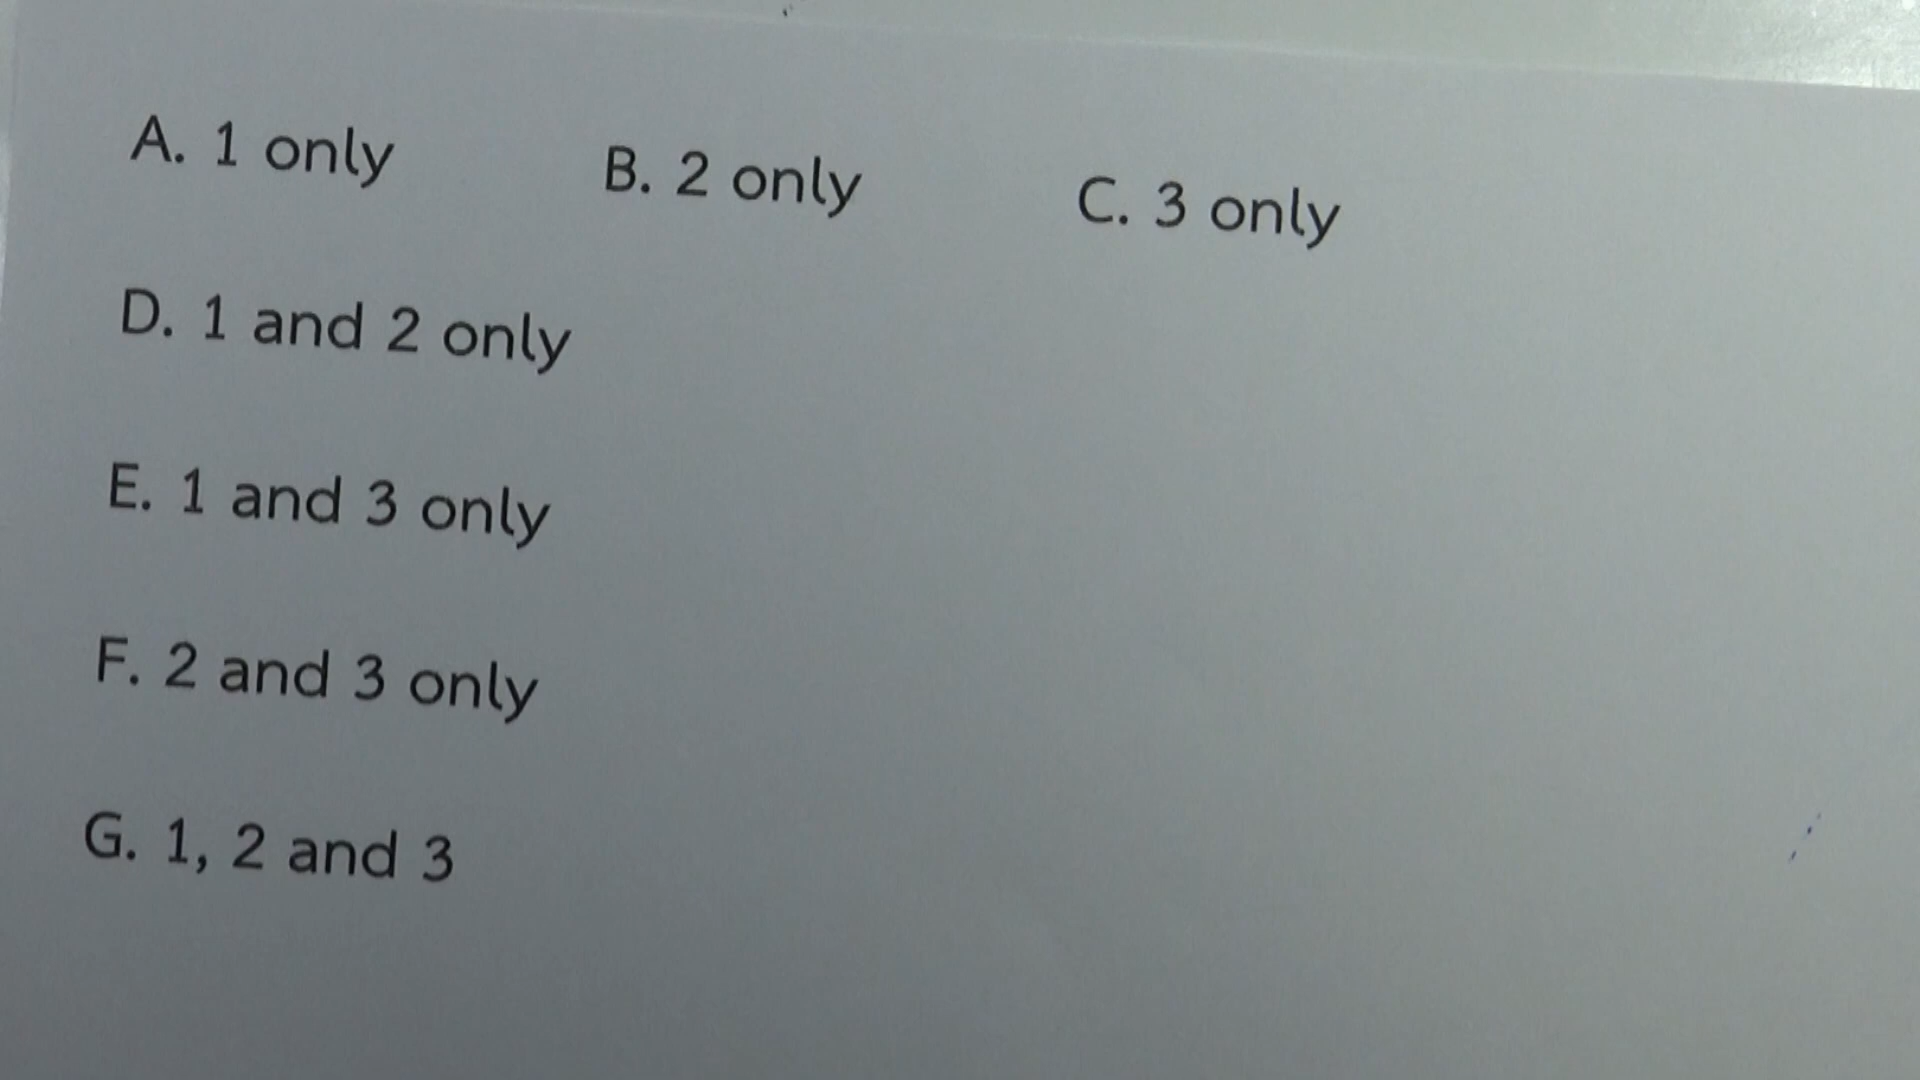 A. 1 only B. 2 only C. 3 only
D. 1 and 2 only
E. 1 and 3 only
F. 2 and 3 only
G. 1, 2 and 3